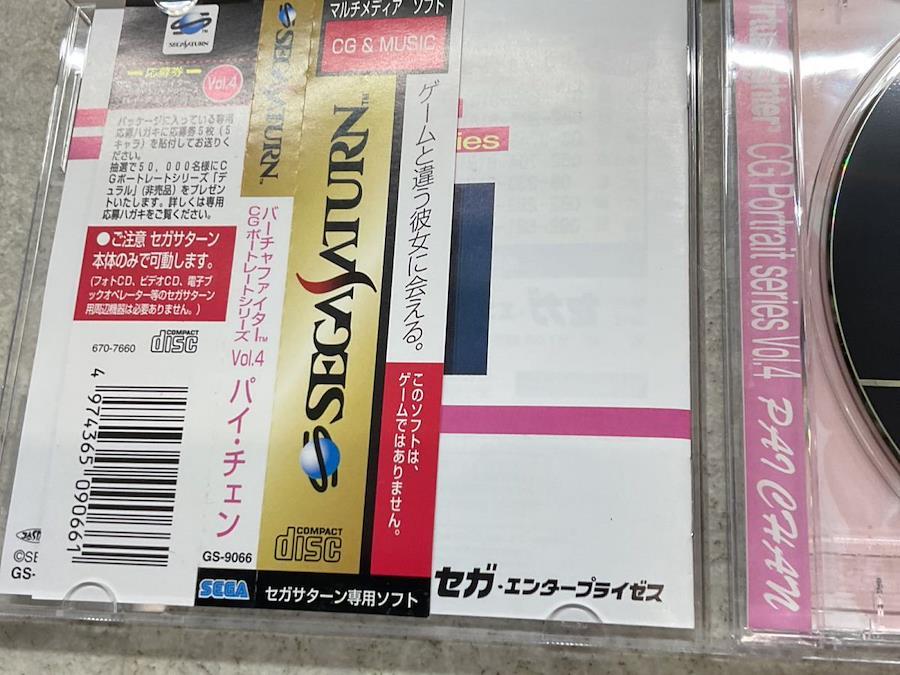 SEGA SATURN
応募券
Vol.4
パッケージに入っている専用
応募ハガキに応募券5枚(5
キャラ)を貼付してお送りく
ださい。
抽選で50,000名様にC
Gポートレートシリーズ「デ
ュラル」(非売品)をプレゼン
トいたします。詳しくは専用
応募ハガキをご覧ください。
●ご注意 セガサターン
本体のみで可動します。
(フォトCD、ビデオCD、電子ブ
ックオペレーター等のセガサターン
用周辺機器は必要ありません。)
670-7660
COMPACT
disc
4 974365 090661
©SE
GS-
SEGA SATURN™
バーチャファイター™
CGポートレートシリーズ
Vol.4
パイ・チェン
GS-9066
SEGA
マルチメディア ソフト
CG & MUSIC
SEGA SATURN™
COMPACT
disc
セガサターン専用ソフト
ゲームと違う彼女に会える。
このソフトは、
ゲームではありません。
ies
セガ・エンタープライゼス
CG Portrait series Vol.4
PAI CHAN